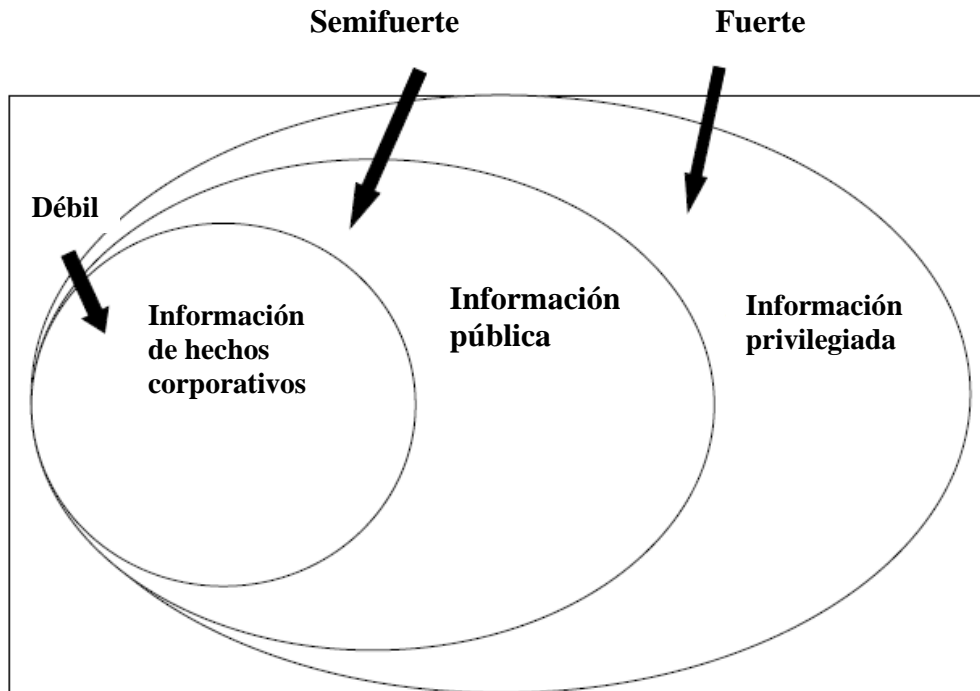 Semifuerte
Fuerte
Débil
Información
de hechos
corporativos
Información
pública
Información
privilegiada